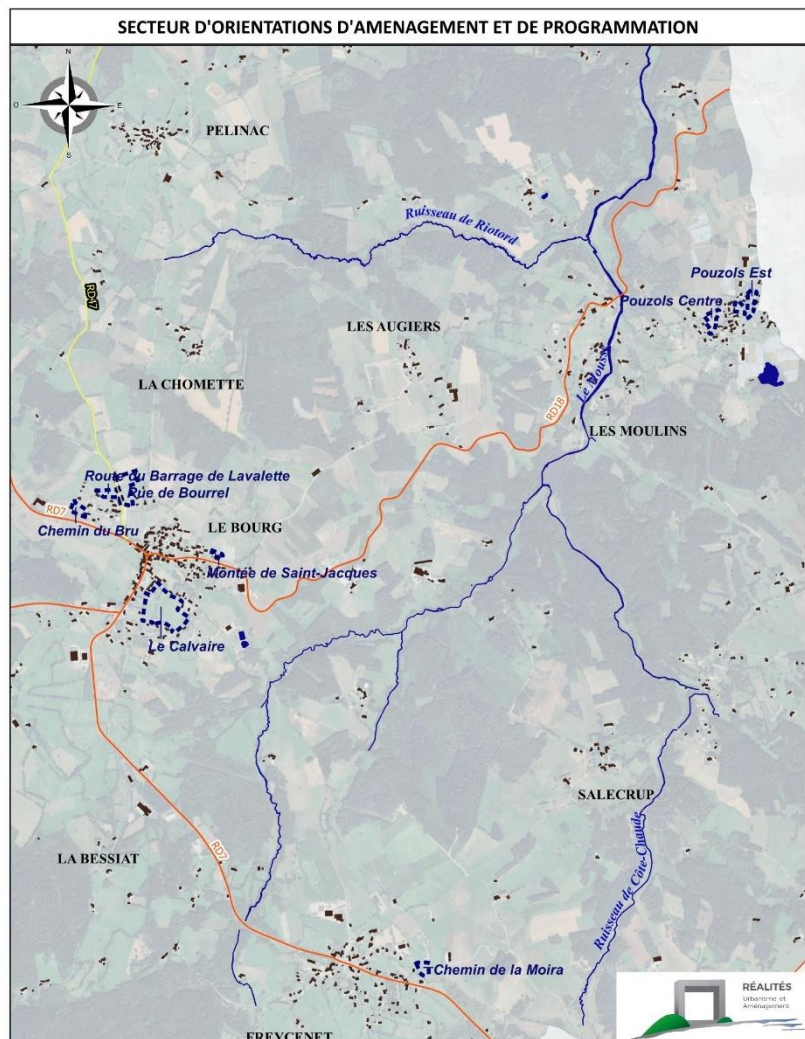 SECTEUR D'ORIENTATIONS D'AMENAGEMENT ET DE PROGRAMMATION
N
O
E
S
PELINAC
Ruisseau de Riotord
Pouzols Est
Pouzols Centre
RD47
LES AUGIERS
LA CHOMETTE
RD18
LES MOULINS
Route du Barrage de Lavalette
Rue de Bourrel
RD7
Chemin du Bru
LE BOURG
Montée de Saint-Jacques
Le Calvaire
SALECRUP
RD7
LA BESSIAT
Ruisseau de Côte-Chaude
Chemin de la Moira
FREYCENET
RÉALITÉS
Urbanisme et
Aménagement